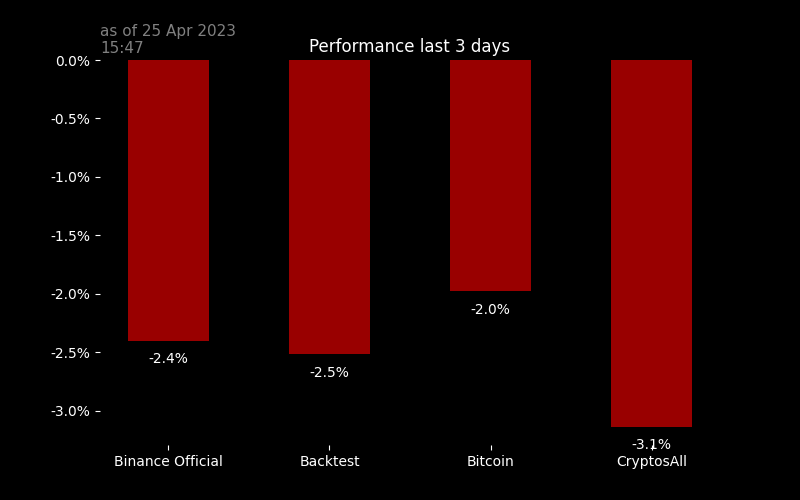 as of 25 Apr 2023
15:47
Performance last 3 days
0.0%
-0.5%
-1.0%
-1.5%
-2.0%
-2.5%
-3.0%
-2.4%
-2.5%
-2.0%
-3.1%
Binance Official
Backtest
Bitcoin
CryptosAll